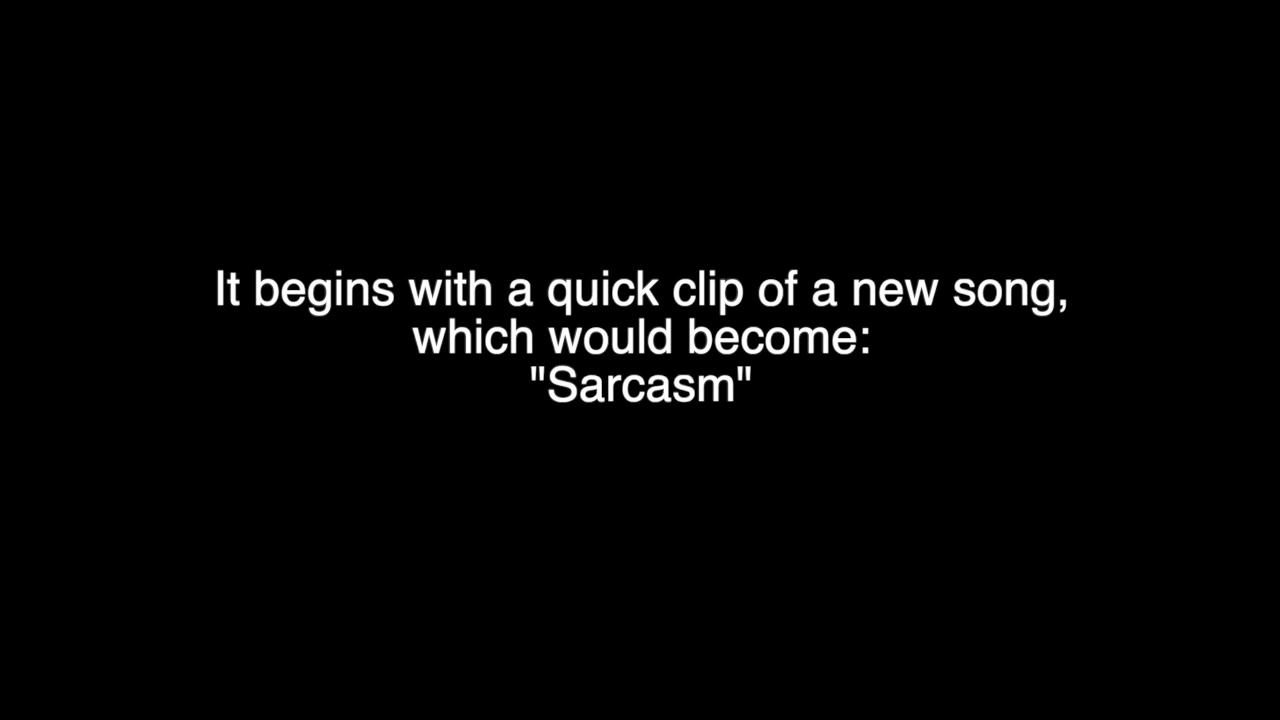 It begins with a quick clip of a new song,
which would become:
"Sarcasm"